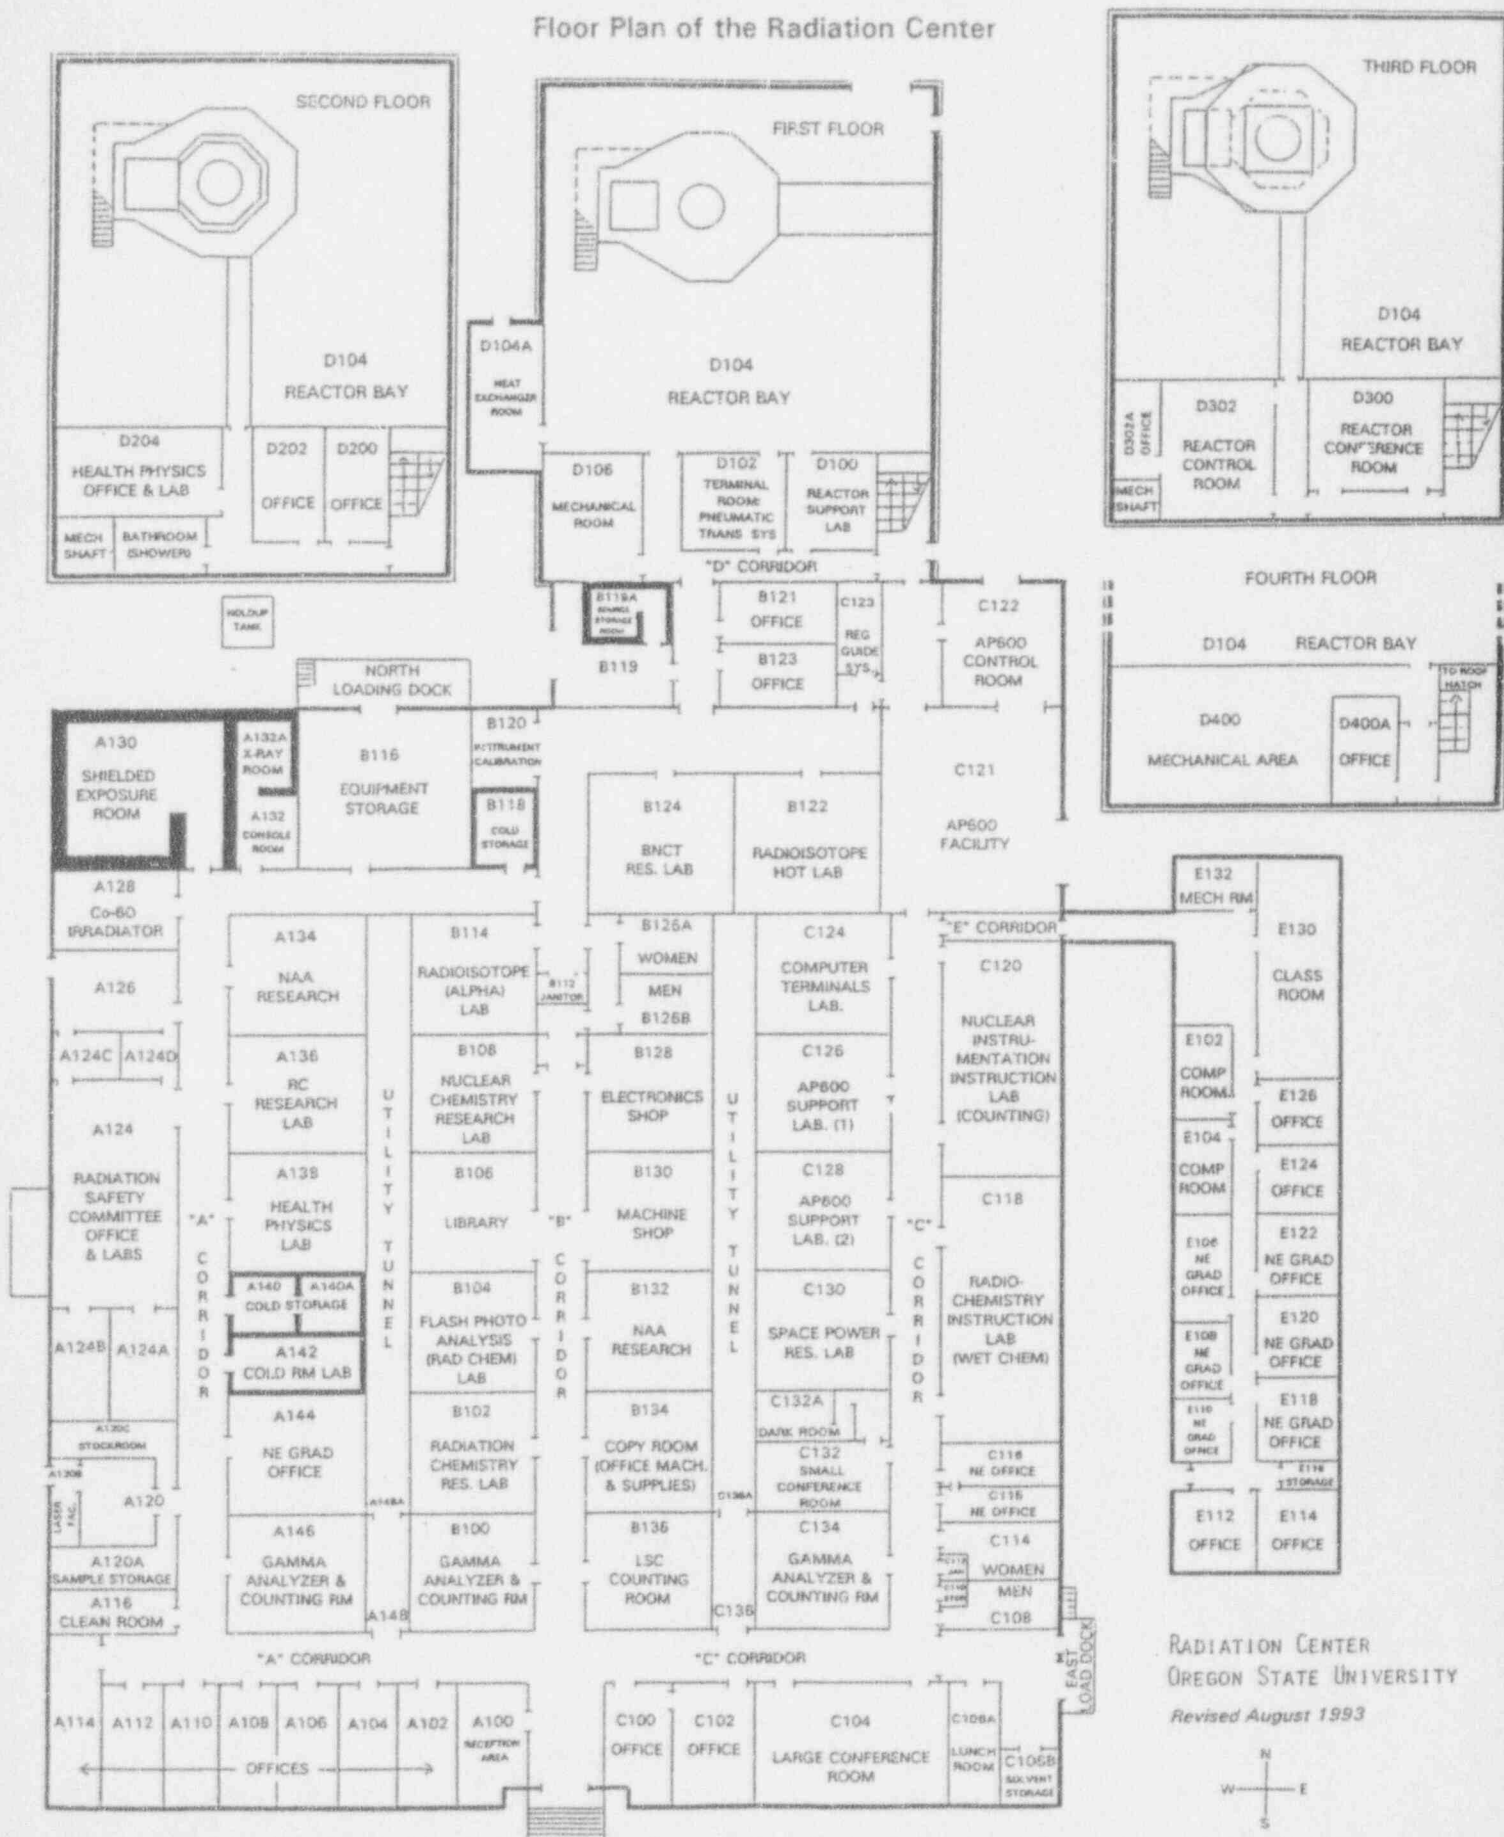 Floor Plan of the Radiation Center
SECOND FLOOR
D104
REACTOR BAY
D204
HEALTH PHYSICS
OFFICE & LAB
D202
OFFICE
D200
OFFICE
MECH
SHAFT
BATHROOM
(SHOWER)
FIRST FLOOR
D104A
HEAT
EXCHANGER
ROOM
D104
REACTOR BAY
D106
MECHANICAL
ROOM
D102
TERMINAL
ROOM:
PNEUMATIC
TRANS SYS
D100
REACTOR
SUPPORT
LAB
"D" CORRIDOR
THIRD FLOOR
D104
REACTOR BAY
D302A
OFFICE
D302
REACTOR
CONTROL
ROOM
D300
REACTOR
CONFERENCE
ROOM
MECH
SHAFT
FOURTH FLOOR
D104 REACTOR BAY
TO ROOF
HATCH
D400
MECHANICAL AREA
D400A
OFFICE
HOLDUP
TANK
NORTH
LOADING DOCK
B119A
STORAGE
ROOM
B119
B121
OFFICE
B123
OFFICE
C123
REG
GUIDE
SYS.
C122
AP600
CONTROL
ROOM
A130
SHIELDED
EXPOSURE
ROOM
A132A
X-RAY
ROOM
A132
CONSOLE
ROOM
B116
EQUIPMENT
STORAGE
B120
INSTRUMENT
CALIBRATION
B118
COLD
STORAGE
B124
BNCT
RES. LAB
B122
RADIOISOTOPE
HOT LAB
C121
AP600
FACILITY
A128
Co-60
IRRADIATOR
A126
A124C
A124D
A124
RADIATION
SAFETY
COMMITTEE
OFFICE
& LABS
A124B
A124A
A120C
STOCKROOM
A120B
LASER
FAC.
A120
A120A
SAMPLE STORAGE
A116
CLEAN ROOM
"A"
CORRIDOR
A134
NAA
RESEARCH
A136
RC
RESEARCH
LAB
A138
HEALTH
PHYSICS
LAB
A140
A140A
COLD STORAGE
A142
COLD RM LAB
A144
NE GRAD
OFFICE
A146
GAMMA
ANALYZER &
COUNTING RM
UTILITY TUNNEL
A148A
A148
B114
RADIOISOTOPE
(ALPHA)
LAB
B108
NUCLEAR
CHEMISTRY
RESEARCH
LAB
B106
LIBRARY
B104
FLASH PHOTO
ANALYSIS
(RAD CHEM)
LAB
B102
RADIATION
CHEMISTRY
RES. LAB
B100
GAMMA
ANALYZER &
COUNTING RM
B112
JANITOR
"B"
CORRIDOR
B126A
WOMEN
MEN
B126B
B128
ELECTRONICS
SHOP
B130
MACHINE
SHOP
B132
NAA
RESEARCH
B134
COPY ROOM
(OFFICE MACH.
& SUPPLIES)
B136
LSC
COUNTING
ROOM
UTILITY TUNNEL
C136A
C136
C124
COMPUTER
TERMINALS
LAB.
C126
AP600
SUPPORT
LAB. (1)
C128
AP600
SUPPORT
LAB. (2)
C130
SPACE POWER
RES. LAB
C132A
DARK ROOM
C132
SMALL
CONFERENCE
ROOM
C134
GAMMA
ANALYZER &
COUNTING RM
"C"
CORRIDOR
"E" CORRIDOR
C120
NUCLEAR
INSTRU-
MENTATION
INSTRUCTION
LAB
(COUNTING)
C118
RADIO-
CHEMISTRY
INSTRUCTION
LAB
(WET CHEM)
C116
NE OFFICE
C115
NE OFFICE
C114
WOMEN
MEN
C108
EAST
LOAD DOCK
E132
MECH RM
E130
CLASS
ROOM
E102
COMP
ROOM
E104
COMP
ROOM
E106
NE
GRAD
OFFICE
E108
NE
GRAD
OFFICE
E110
NE
GRAD
OFFICE
E126
OFFICE
E124
OFFICE
E122
NE GRAD
OFFICE
E120
NE GRAD
OFFICE
E118
NE GRAD
OFFICE
E116
STORAGE
E112
OFFICE
E114
OFFICE
"A" CORRIDOR
"C" CORRIDOR
A114
A112
A110
A108
A106
A104
A102
OFFICES
A100
RECEPTION
AREA
C100
OFFICE
C102
OFFICE
C104
LARGE CONFERENCE
ROOM
C106A
LUNCH
ROOM
C106B
SOLVENT
STORAGE
RADIATION CENTER
OREGON STATE UNIVERSITY
Revised August 1993
N
W E
S